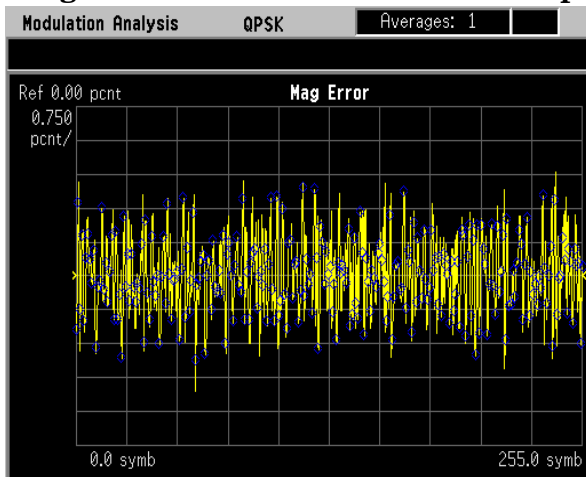 Modulation Analysis QPSK Averages: 1
Ref 0.00 pcnt Mag Error
0.750
pcnt/
0.0 symb 255.0 symb